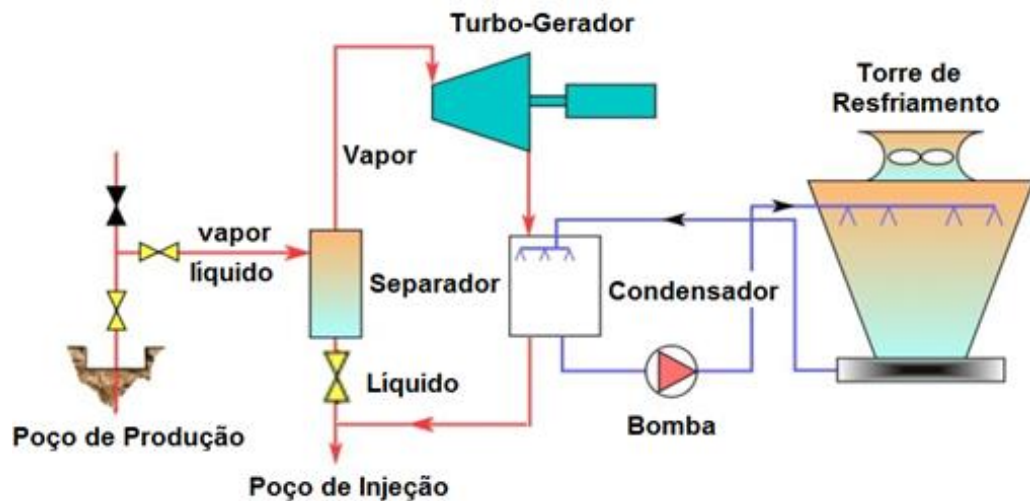 Turbo-Gerador
Torre de
Resfriamento
Vapor
vapor
líquido
Separador
Condensador
Líquido
Bomba
Poço de Produção
Poço de Injeção